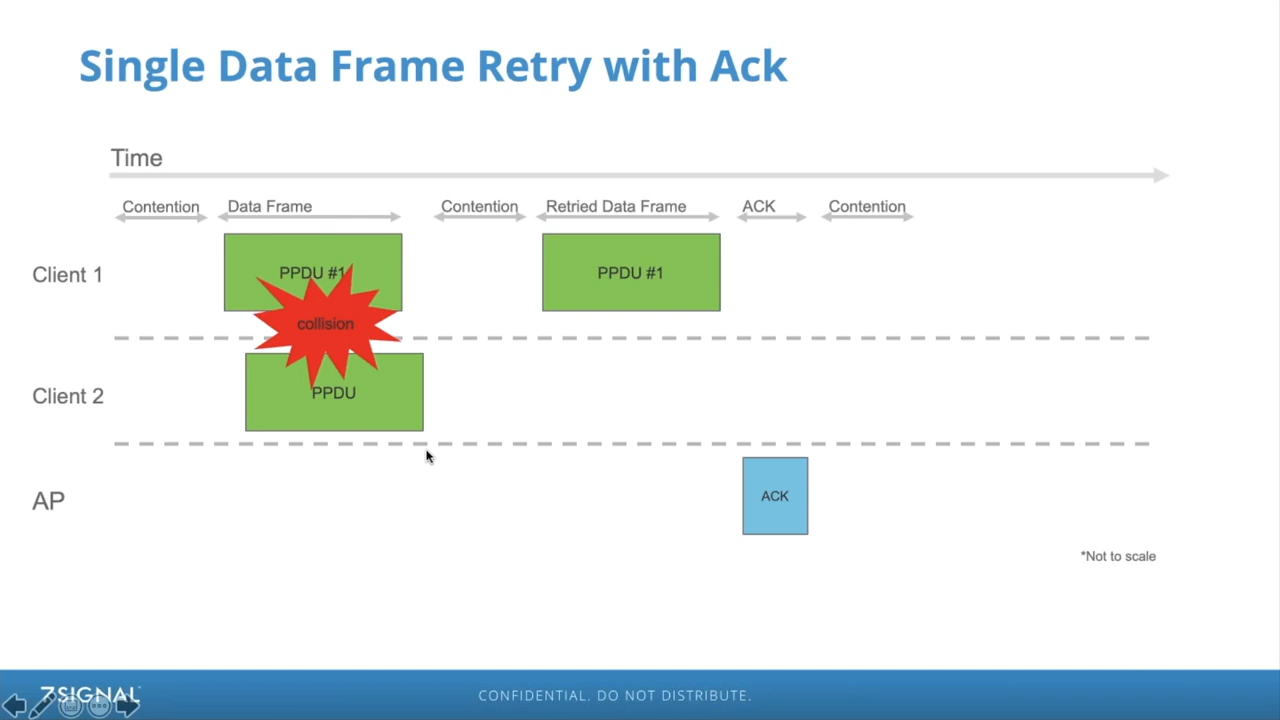 Single Data Frame Retry with Ack
Time
Contention
Data Frame
Contention
Retried Data Frame
ACK
Contention
Client 1
PPDU #1
PPDU #1
collision
Client 2
PPDU
AP
ACK
*Not to scale
7SIGNAL
CONFIDENTIAL. DO NOT DISTRIBUTE.